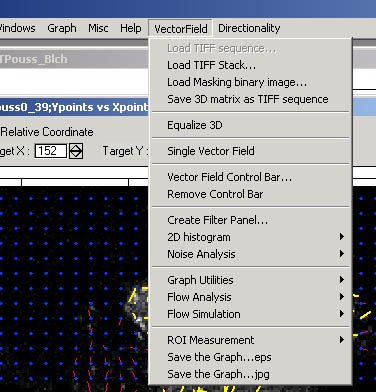 Windows Graph Misc Help VectorField Directionality
TPouss_Blch
Load TIFF sequence...
Load TIFF Stack...
Load Masking binary image...
Save 3D matrix as TIFF sequence
ouss0_39;Ypoints vs Xpoint
Equalize 3D
Relative Coordinate
get X : 152 Target Y :
Single Vector Field
Vector Field Control Bar...
Remove Control Bar
Create Filter Panel...
2D histogram
Noise Analysis
Graph Utilities
Flow Analysis
Flow Simulation
ROI Measurement
Save the Graph...eps
Save the Graph...jpg